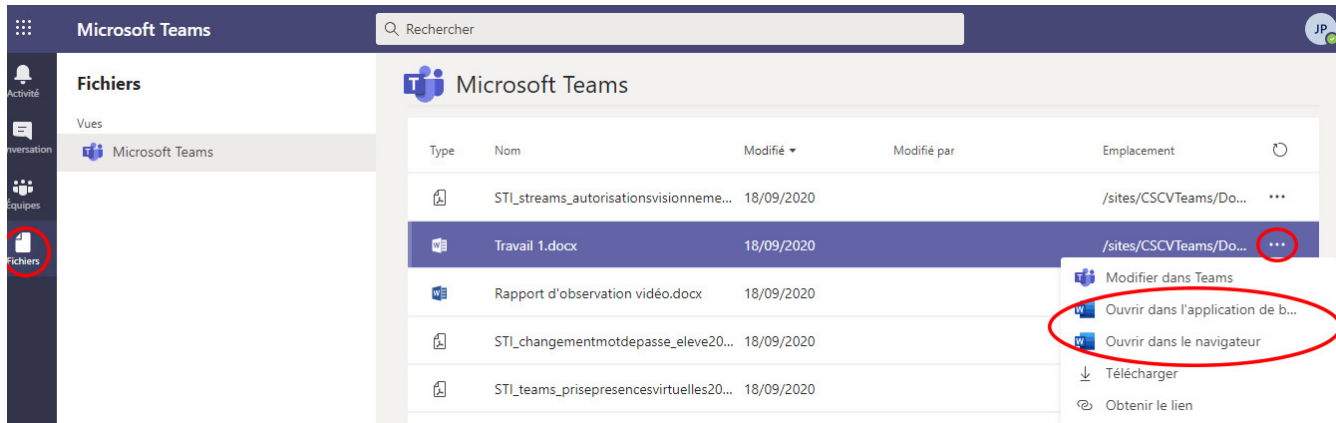 Microsoft Teams
Rechercher
JP
Activité
nversation
Équipes
Fichiers
Fichiers
Vues
Microsoft Teams
Microsoft Teams
Type Nom Modifié Modifié par Emplacement
STI_streams_autorisationsvisionneme... 18/09/2020 /sites/CSCVTeams/Do... ...
Travail 1.docx 18/09/2020 /sites/CSCVTeams/Do... ...
Rapport d'observation vidéo.docx 18/09/2020
STI_changementmotdepasse_eleve20... 18/09/2020
STI_teams_prisepresencesvirtuelles20... 18/09/2020
Modifier dans Teams
Ouvrir dans l'application de b...
Ouvrir dans le navigateur
Télécharger
Obtenir le lien